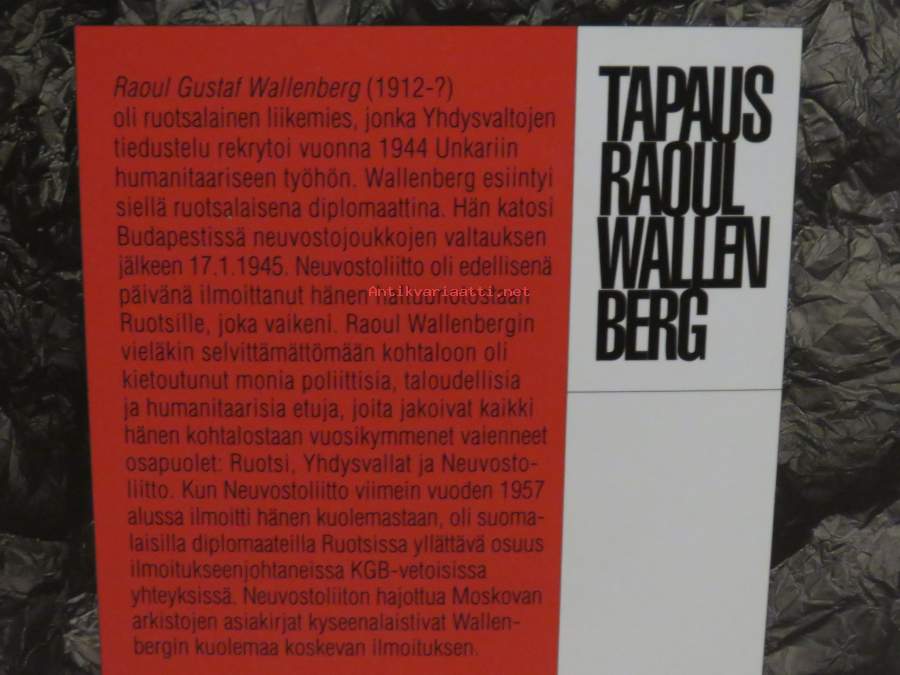 Raoul Gustaf Wallenberg (1912-?)
oli ruotsalainen liikemies, jonka Yhdysvaltojen
tiedustelu rekrytoi vuonna 1944 Unkariin
humanitaariseen työhön. Wallenberg esiintyi
siellä ruotsalaisena diplomaattina. Hän katosi
Budapestissä neuvostojoukkojen valtauksen
jälkeen 17.1.1945. Neuvostoliitto oli edellisenä
päivänä ilmoittanut hänen
Ruotsille, joka vaikeni. Raoul Wallenbergin
vieläkin selvittämättömään kohtaloon oli
kietoutunut monia poliittisia, taloudellisia
ja humanitaarisia etuja, joita jakoivat kaikki
hänen kohtalostaan vuosikymmenet vaienneet
osapuolet: Ruotsi, Yhdysvallat ja Neuvosto-
liitto. Kun Neuvostoliitto viimein vuoden 1957
alussa ilmoitti hänen kuolemastaan, oli suoma-
laisilla diplomaateilla Ruotsissa yllättävä osuus
ilmoitukseenjohtaneissa KGB-vetoisissa
yhteyksissä. Neuvostoliiton hajottua Moskovan
arkistojen asiakirjat kyseenalaistivat Wallen-
bergin kuolemaa koskevan ilmoituksen.
TAPAUS
RAOUL
WALLEN
BERG
Antikvariaatti.net